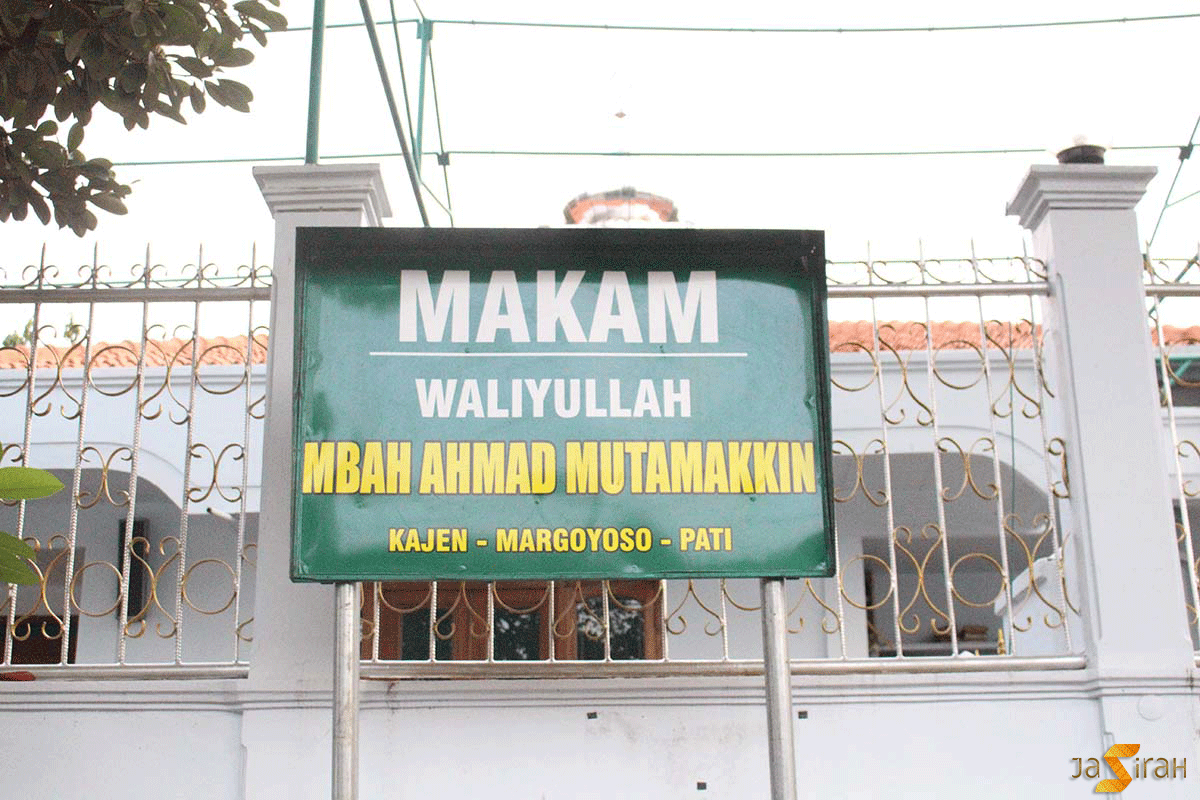 MAKAM
WALIYULLAH
MBAH AHMAD MUTAMAKKIN
KAJEN - MARGOYOSO - PATI
JaSiraH